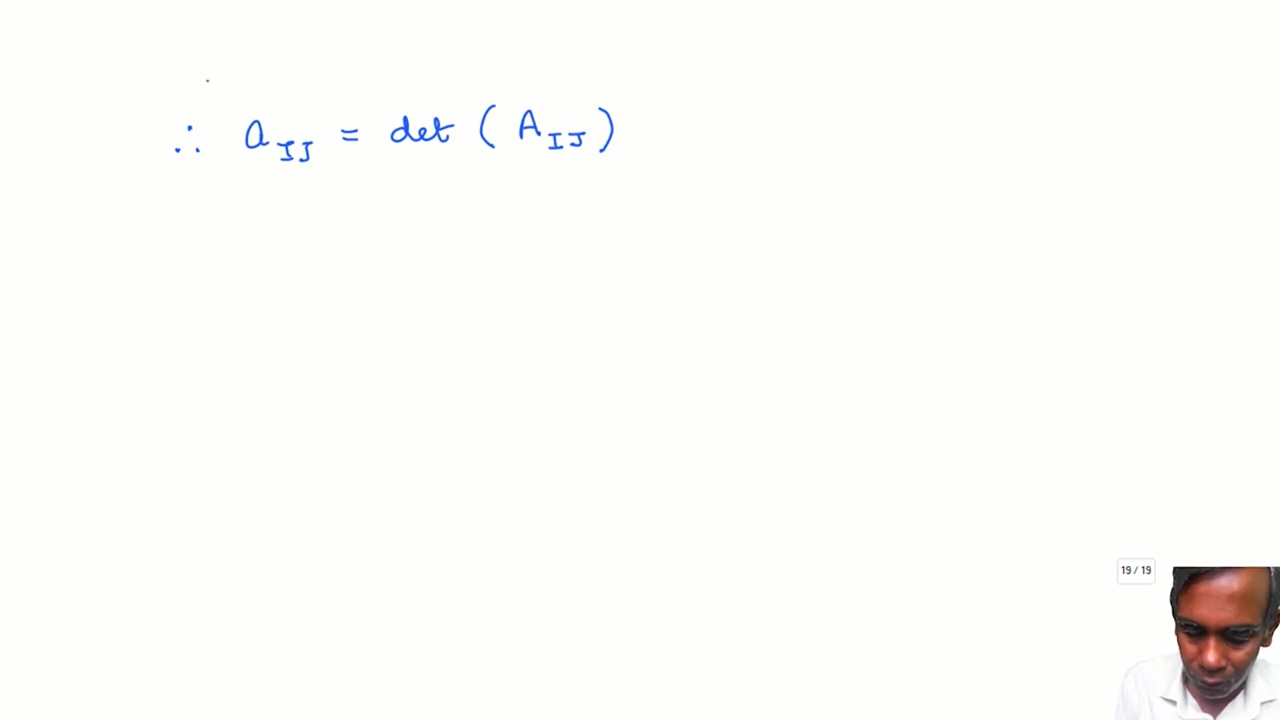 ∴ a_IJ = det ( A_IJ )
19 / 19